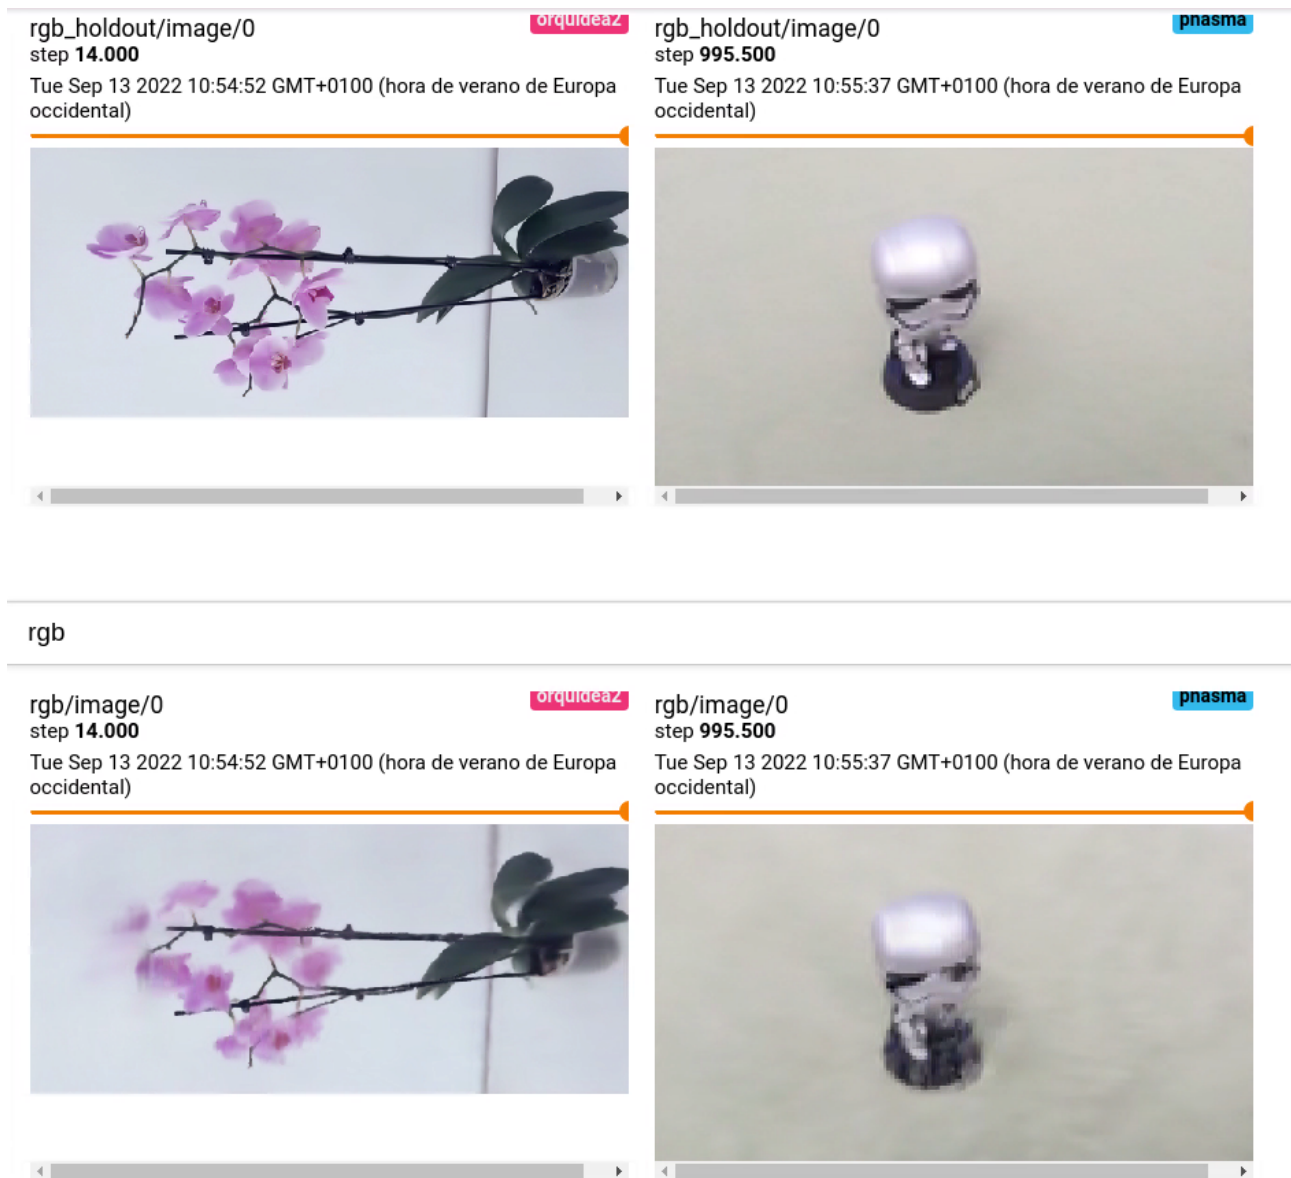 rgb_holdout/image/0
orquidea2
step 14.000
Tue Sep 13 2022 10:54:52 GMT+0100 (hora de verano de Europa
occidental)
rgb_holdout/image/0
phasma
step 995.500
Tue Sep 13 2022 10:55:37 GMT+0100 (hora de verano de Europa
occidental)
rgb
rgb/image/0
orquidea2
step 14.000
Tue Sep 13 2022 10:54:52 GMT+0100 (hora de verano de Europa
occidental)
rgb/image/0
phasma
step 995.500
Tue Sep 13 2022 10:55:37 GMT+0100 (hora de verano de Europa
occidental)